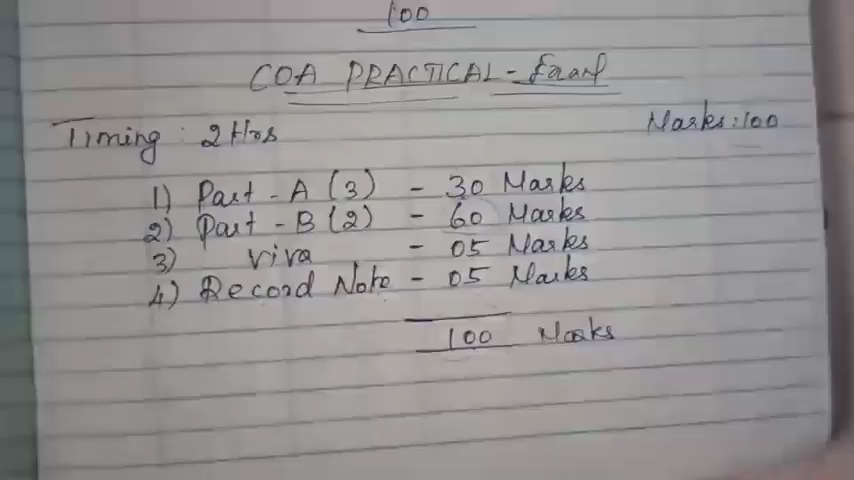 100
COA PRACTICAL - Exam
Timing : 2 Hrs
Marks: 100
1) Part - A (3) - 30 Marks
2) Part - B (2) - 60 Marks
3) viva - 05 Marks
4) Record Note - 05 Marks
100 Marks